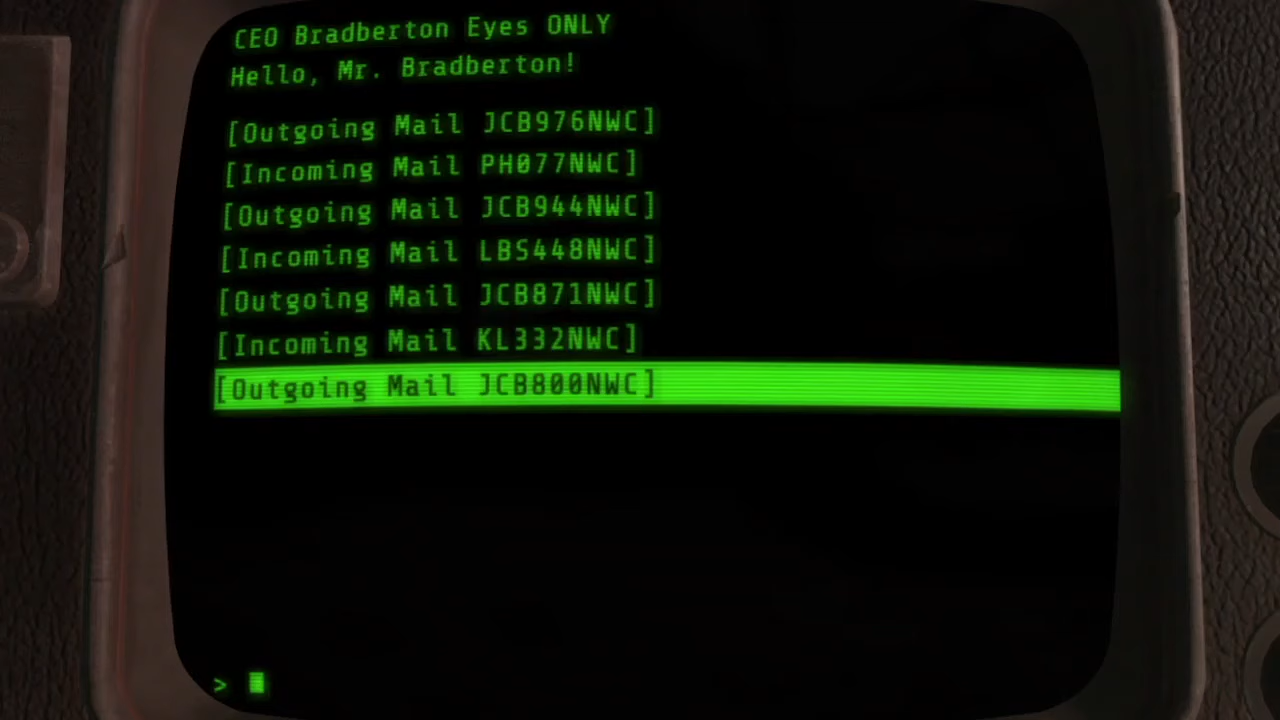 CEO Bradberton Eyes ONLY
Hello, Mr. Bradberton!
[Outgoing Mail JCB976NWC]
[Incoming Mail PH077NWC]
[Outgoing Mail JCB944NWC]
[Incoming Mail LBS448NWC]
[Outgoing Mail JCB871NWC]
[Incoming Mail KL332NWC]
[Outgoing Mail JCB800NWC]
>